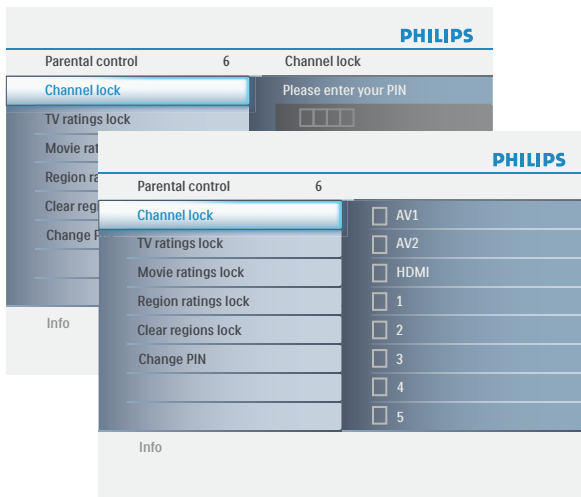 PHILIPS
Parental control 6 Channel lock
Channel lock Please enter your PIN
TV ratings lock
Movie rat
Region ra
Clear regi
Change P
Info
PHILIPS
Parental control 6
Channel lock
TV ratings lock
Movie ratings lock
Region ratings lock
Clear regions lock
Change PIN
AV1
AV2
HDMI
1
2
3
4
5
Info